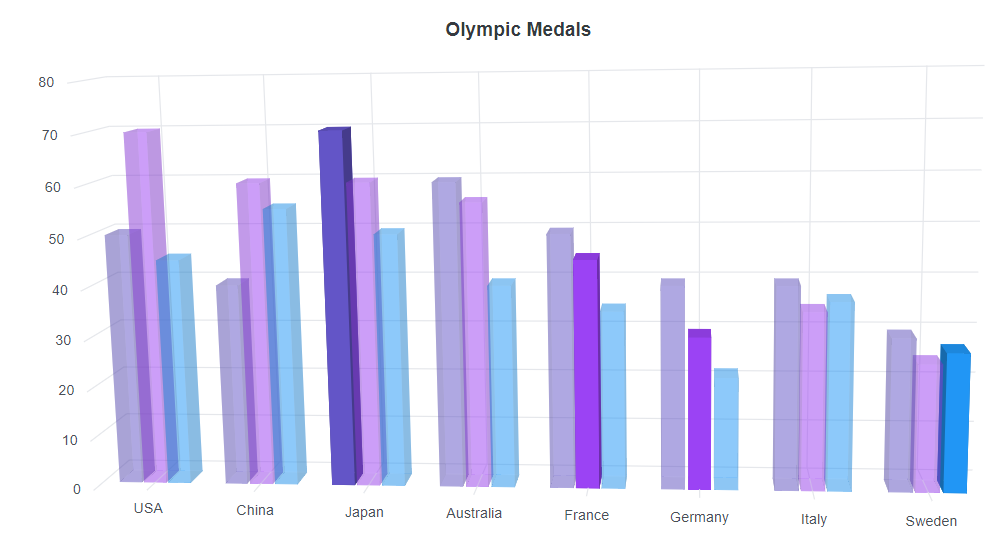 Olympic Medals
80
70
60
50
40
30
20
10
0
USA
China
Japan
Australia
France
Germany
Italy
Sweden